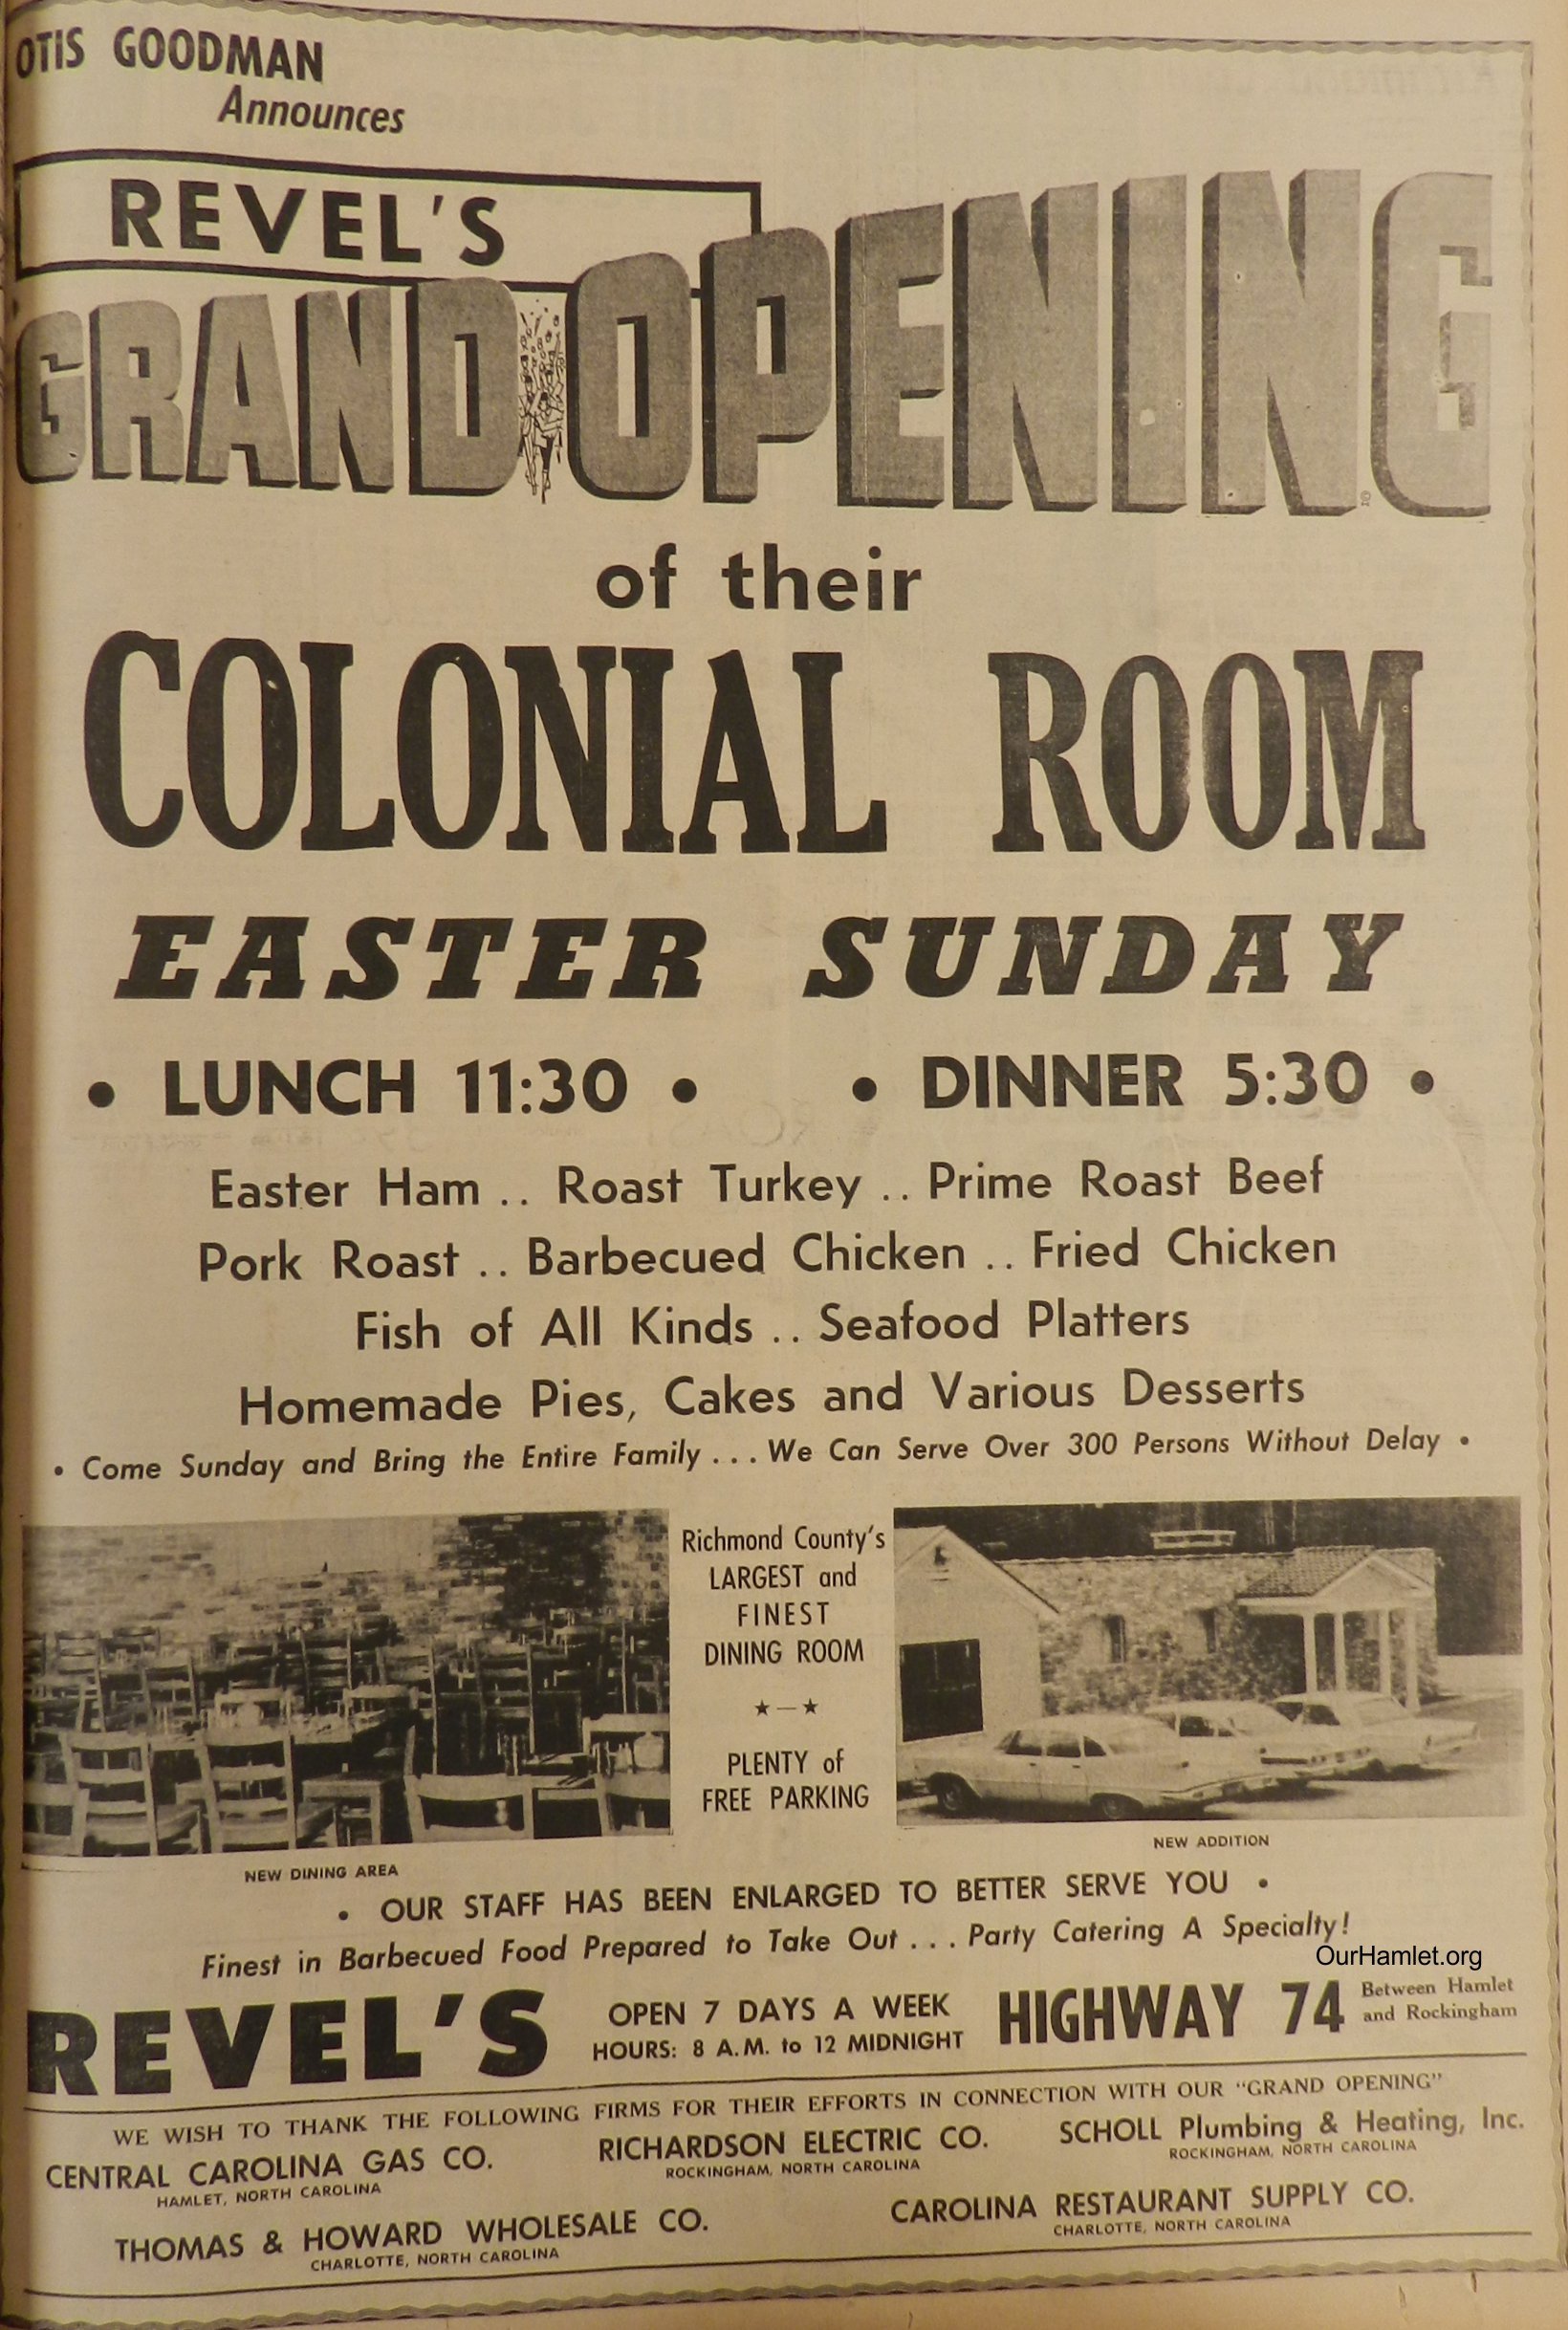 OTIS GOODMAN
Announces
REVEL'S
GRAND OPENING
of their
COLONIAL ROOM
EASTER SUNDAY
• LUNCH 11:30 • • DINNER 5:30 •
Easter Ham .. Roast Turkey .. Prime Roast Beef
Pork Roast .. Barbecued Chicken .. Fried Chicken
Fish of All Kinds .. Seafood Platters
Homemade Pies, Cakes and Various Desserts
• Come Sunday and Bring the Entire Family ... We Can Serve Over 300 Persons Without Delay •
Richmond County's
LARGEST and
FINEST
DINING ROOM
★—★
PLENTY of
FREE PARKING
NEW DINING AREA
NEW ADDITION
• OUR STAFF HAS BEEN ENLARGED TO BETTER SERVE YOU •
Finest in Barbecued Food Prepared to Take Out ... Party Catering A Specialty!
OurHamlet.org
REVEL'S
OPEN 7 DAYS A WEEK
HOURS: 8 A.M. to 12 MIDNIGHT
HIGHWAY 74
Between Hamlet
and Rockingham
WE WISH TO THANK THE FOLLOWING FIRMS FOR THEIR EFFORTS IN CONNECTION WITH OUR "GRAND OPENING"
CENTRAL CAROLINA GAS CO.
HAMLET, NORTH CAROLINA
RICHARDSON ELECTRIC CO.
ROCKINGHAM, NORTH CAROLINA
SCHOLL Plumbing & Heating, Inc.
ROCKINGHAM, NORTH CAROLINA
THOMAS & HOWARD WHOLESALE CO.
CHARLOTTE, NORTH CAROLINA
CAROLINA RESTAURANT SUPPLY CO.
CHARLOTTE, NORTH CAROLINA